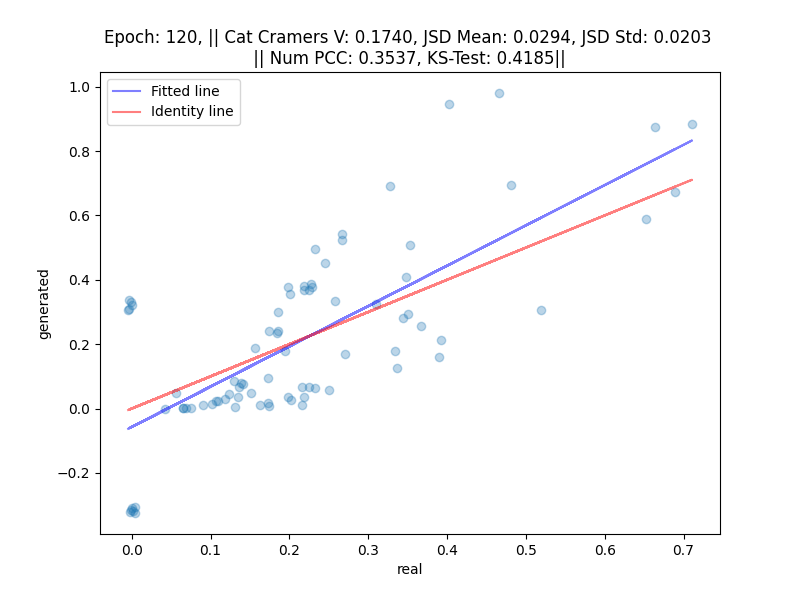 Epoch: 120, || Cat Cramers V: 0.1740, JSD Mean: 0.0294, JSD Std: 0.0203
|| Num PCC: 0.3537, KS-Test: 0.4185||
Fitted line
Identity line
1.0
0.8
0.6
0.4
0.2
0.0
−0.2
generated
0.0 0.1 0.2 0.3 0.4 0.5 0.6 0.7
real